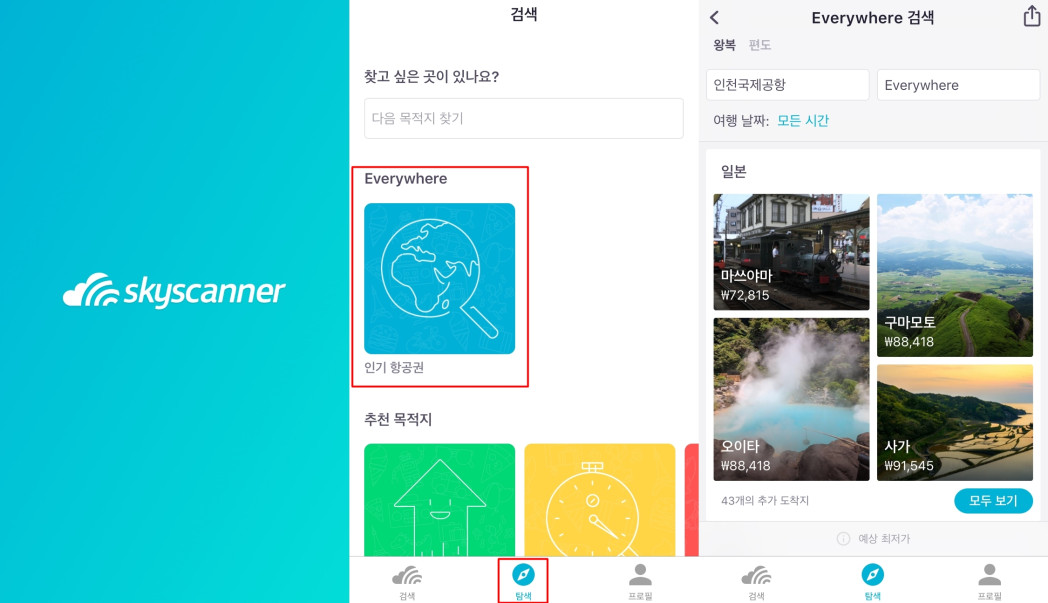 skyscanner
검색
찾고 싶은 곳이 있나요?
다음 목적지 찾기
Everywhere
인기 항공권
추천 목적지
검색
탐색
프로필
Everywhere 검색
왕복 편도
인천국제공항
Everywhere
여행 날짜: 모든 시간
일본
마쓰야마
₩72,815
구마모토
₩88,418
오이타
₩88,418
사가
₩91,545
43개의 추가 도착지
모두 보기
예상 최저가
검색
탐색
프로필